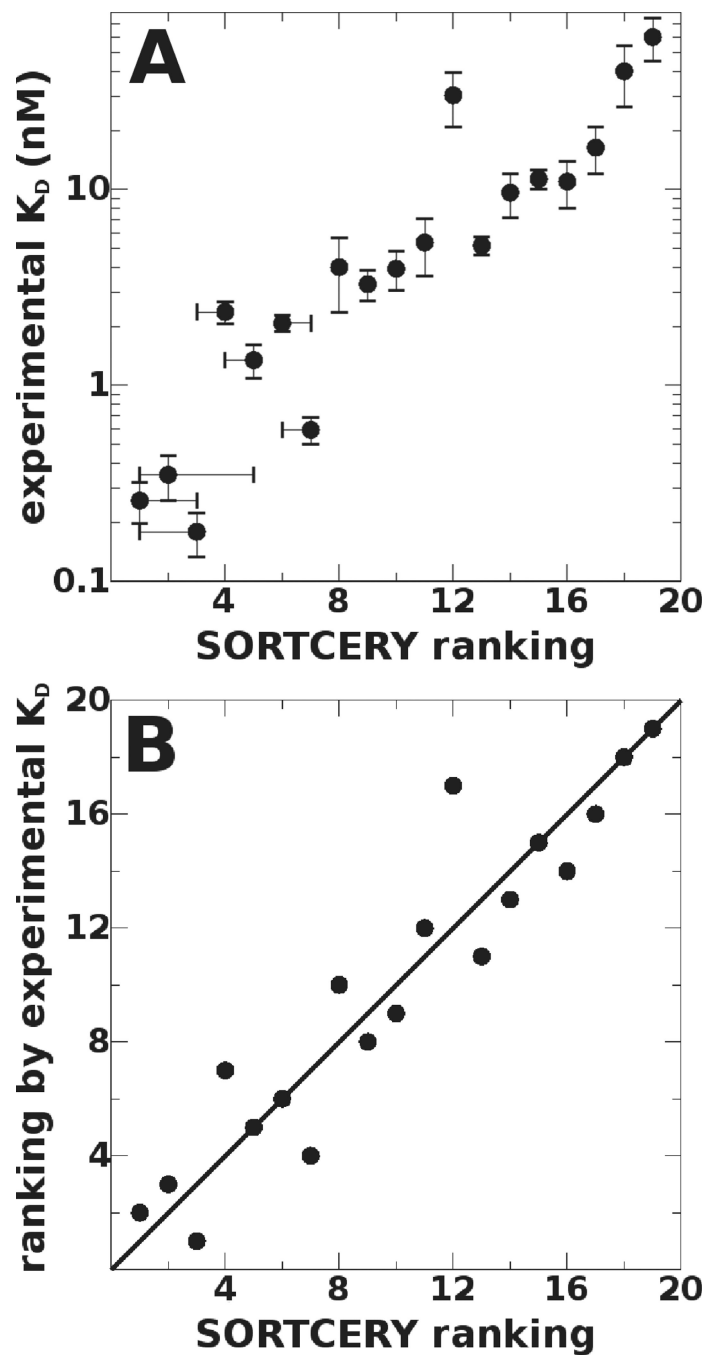 A
experimental K_D (nM)
10
1
0.1
4 8 12 16 20
SORTCERY ranking
B
ranking by experimental K_D
20
16
12
8
4
4 8 12 16 20
SORTCERY ranking